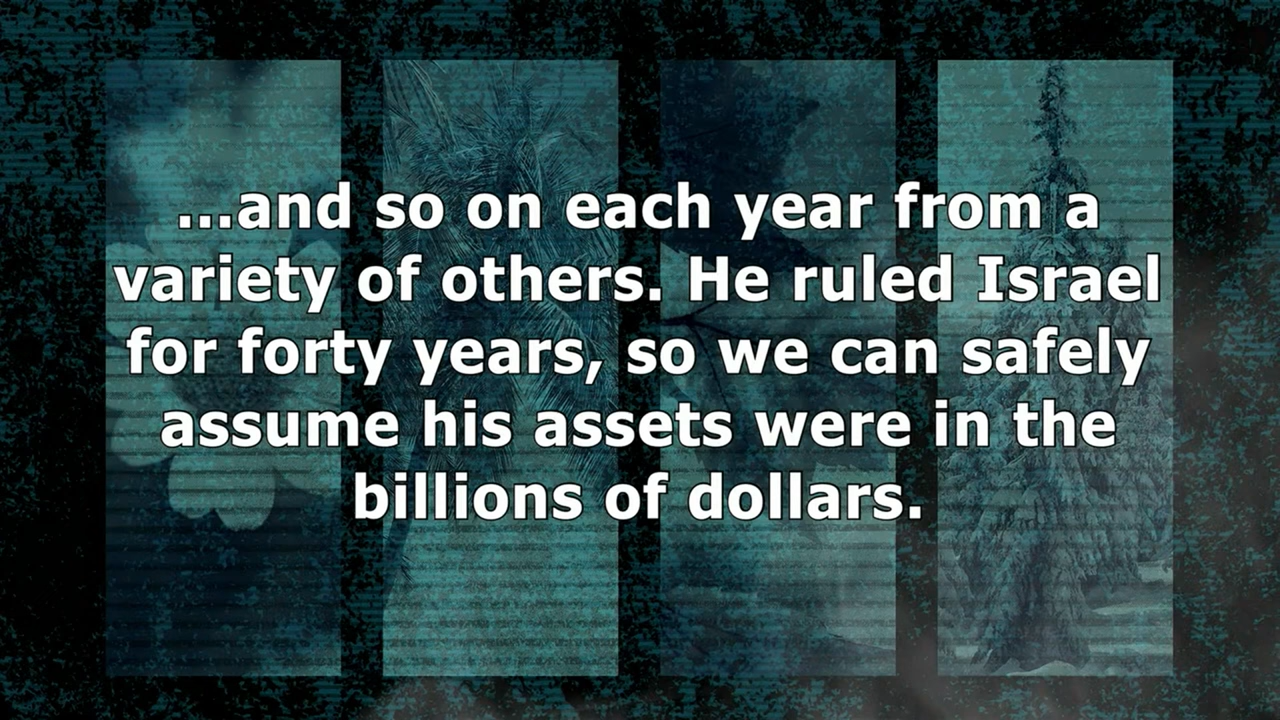 ...and so on each year from a
variety of others. He ruled Israel
for forty years, so we can safely
assume his assets were in the
billions of dollars.